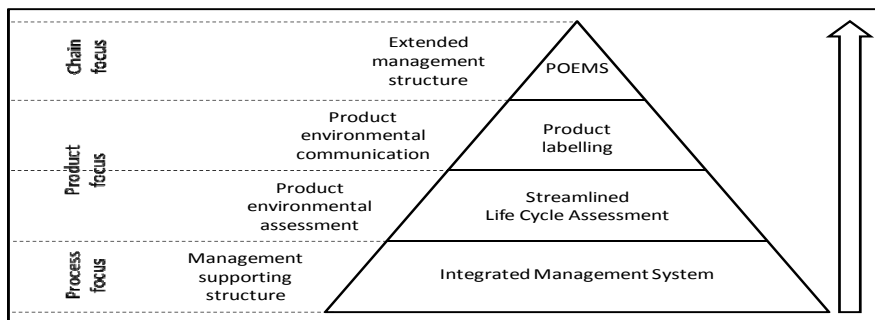 Chain
focus
Extended
management
structure
POEMS
Product
focus
Product
environmental
communication
Product
labelling
Product
environmental
assessment
Streamlined
Life Cycle Assessment
Process
focus
Management
supporting
structure
Integrated Management System